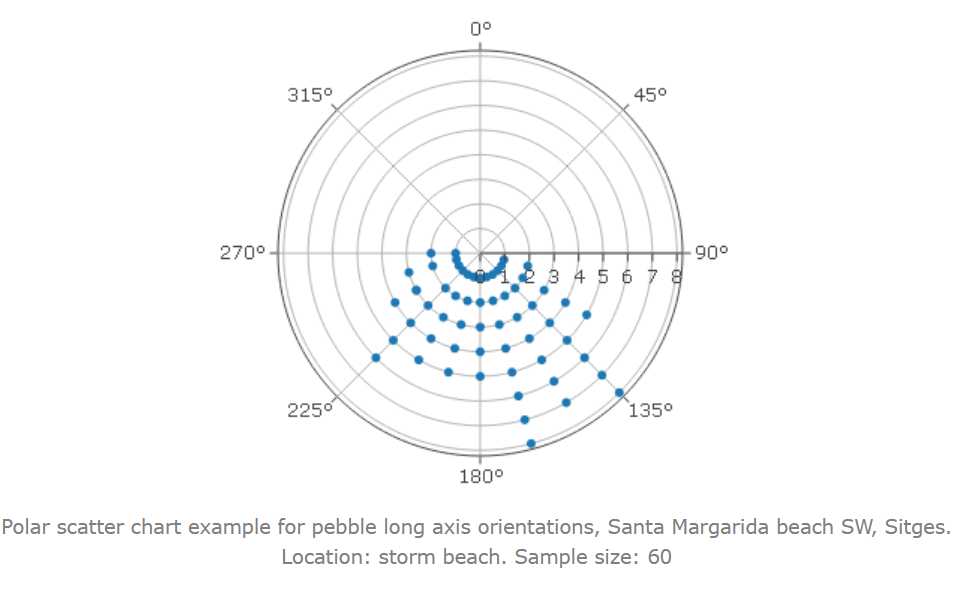 0°
315°
45°
270°
0 1 2 3 4 5 6 7 8
90°
225°
135°
180°
Polar scatter chart example for pebble long axis orientations, Santa Margarida beach SW, Sitges.
Location: storm beach. Sample size: 60